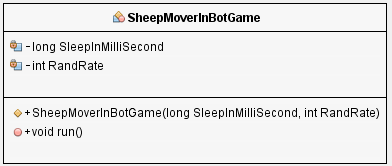 SheepMoverInBotGame
- long SleepInMilliSecond
- int RandRate
+ SheepMoverInBotGame(long SleepInMilliSecond, int RandRate)
+ void run()